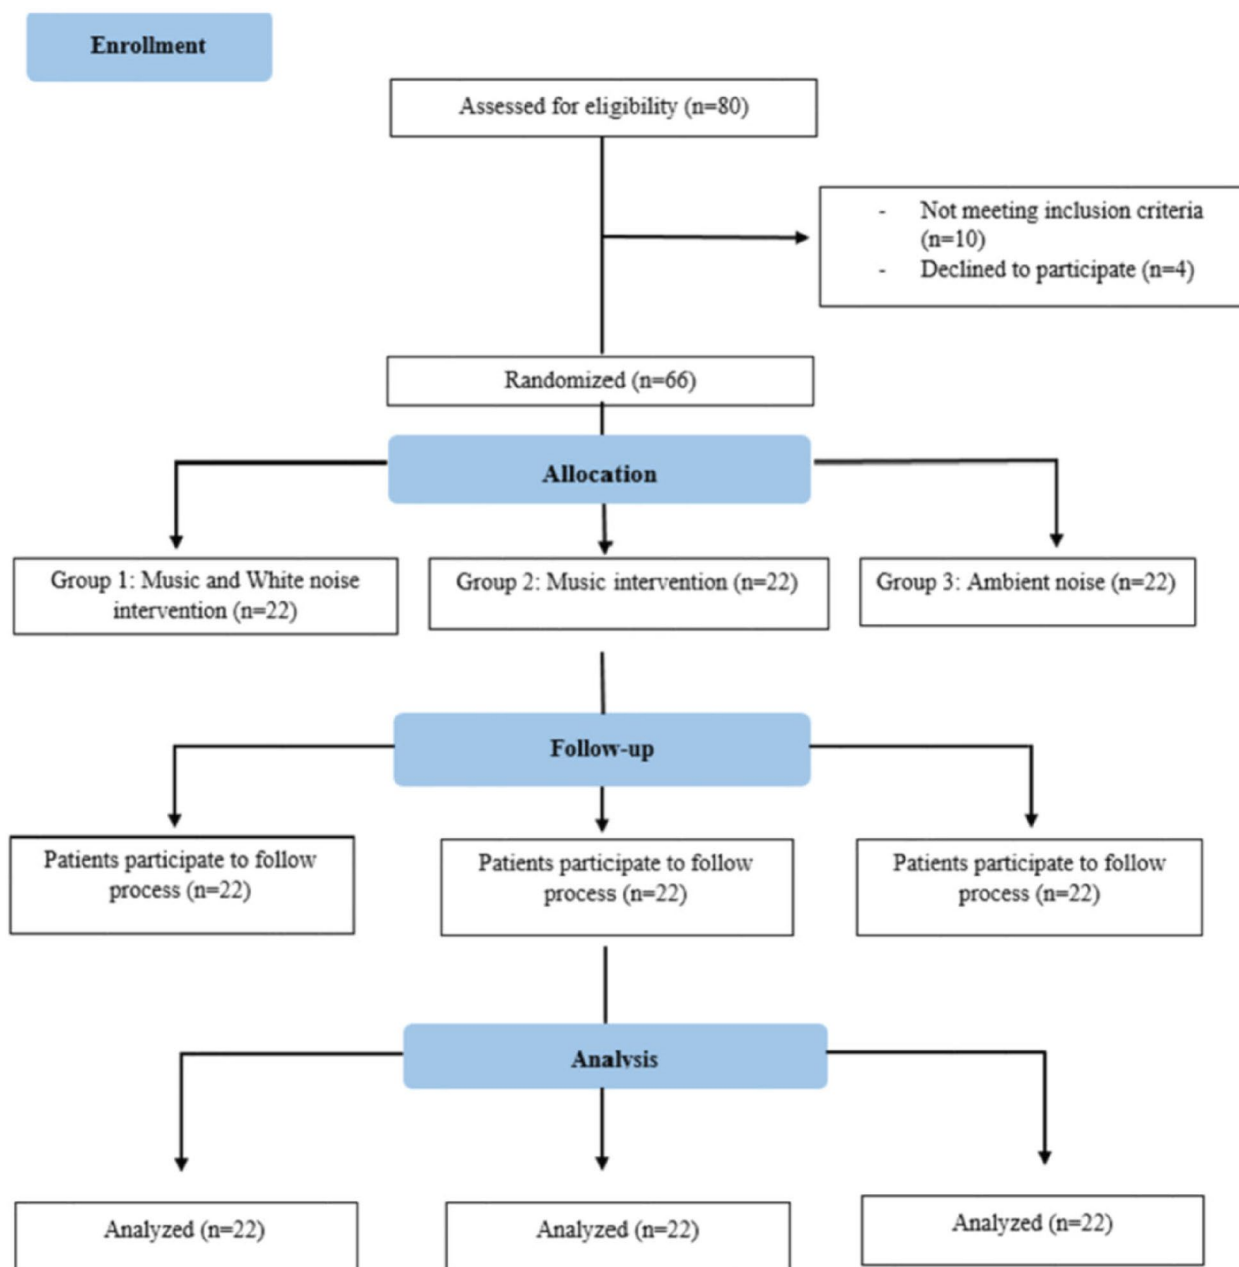 Enrollment
Assessed for eligibility (n=80)
- Not meeting inclusion criteria
(n=10)
- Declined to participate (n=4)
Randomized (n=66)
Allocation
Group 1: Music and White noise
intervention (n=22)
Group 2: Music intervention (n=22)
Group 3: Ambient noise (n=22)
Follow-up
Patients participate to follow
process (n=22)
Patients participate to follow
process (n=22)
Patients participate to follow
process (n=22)
Analysis
Analyzed (n=22)
Analyzed (n=22)
Analyzed (n=22)